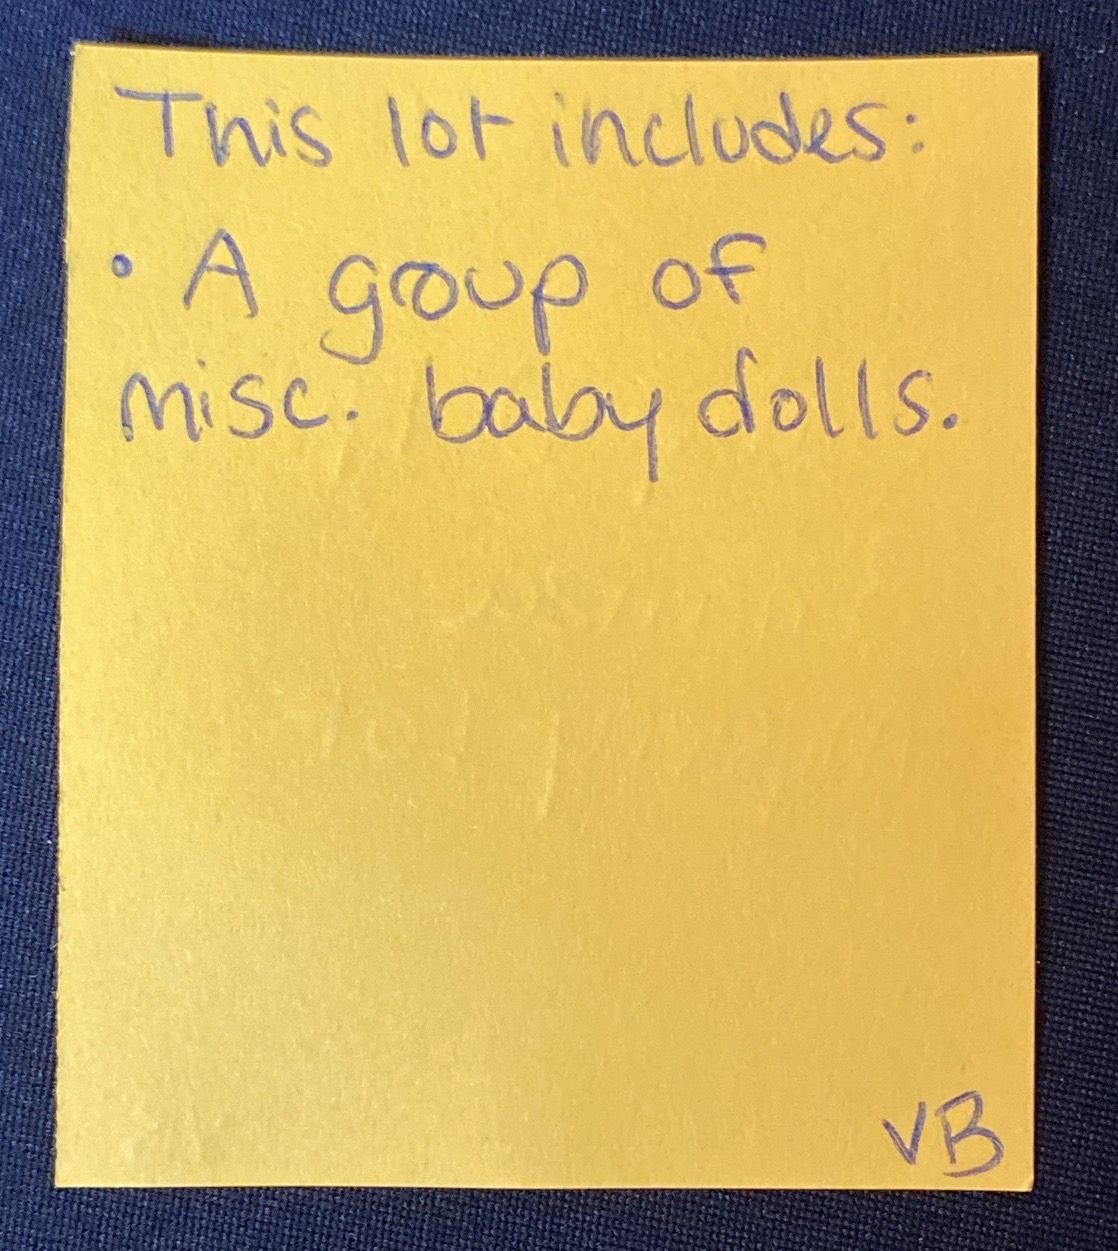 This lot includes:
• A group of
misc. baby dolls.
VB